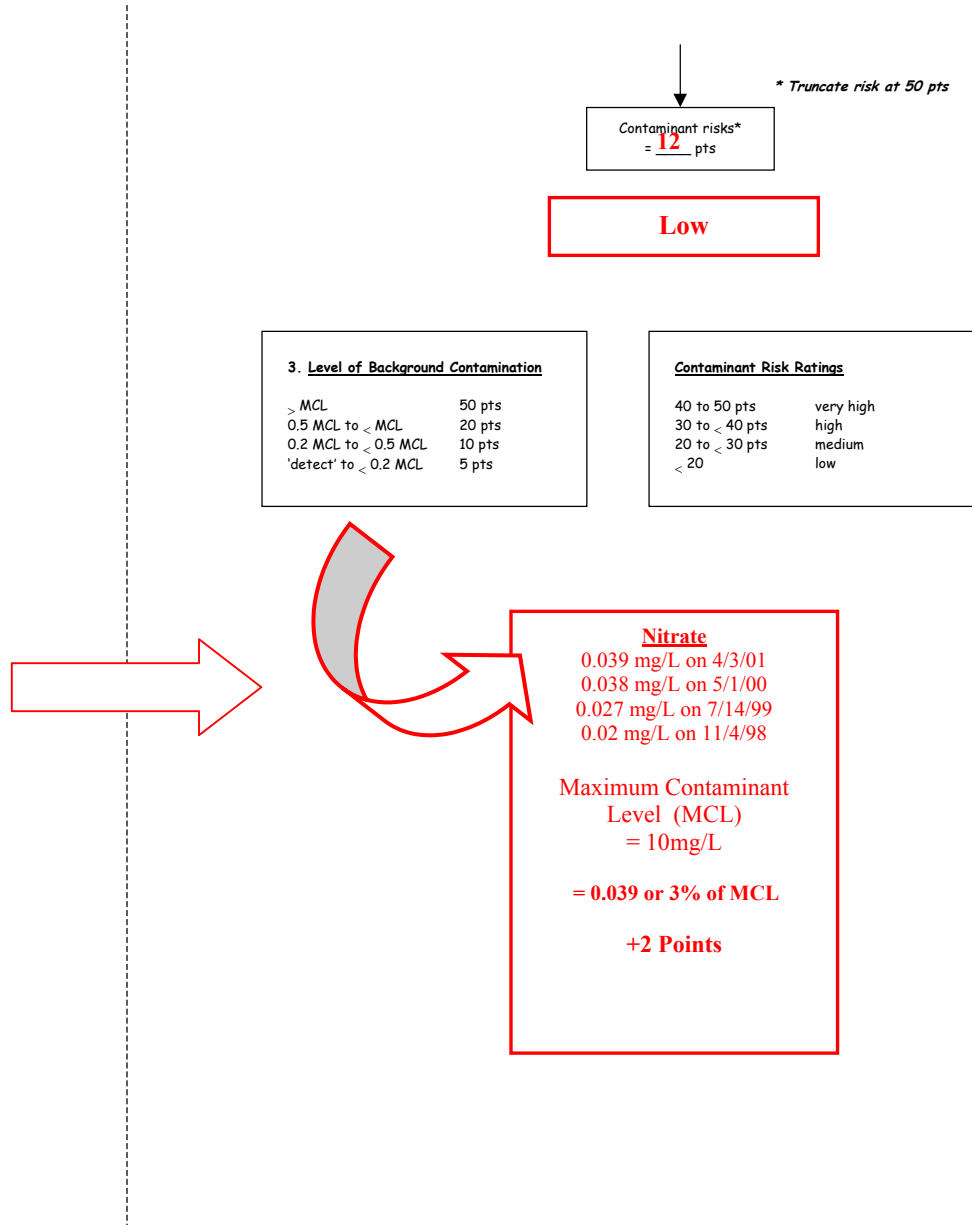 * Truncate risk at 50 pts
Contaminant risks*
= 12 pts
Low
3. Level of Background Contamination
> MCL 50 pts
0.5 MCL to < MCL 20 pts
0.2 MCL to < 0.5 MCL 10 pts
'detect' to < 0.2 MCL 5 pts
Contaminant Risk Ratings
40 to 50 pts very high
30 to < 40 pts high
20 to < 30 pts medium
< 20 low
Nitrate
0.039 mg/L on 4/3/01
0.038 mg/L on 5/1/00
0.027 mg/L on 7/14/99
0.02 mg/L on 11/4/98
Maximum Contaminant
Level (MCL)
= 10mg/L
= 0.039 or 3% of MCL
+2 Points